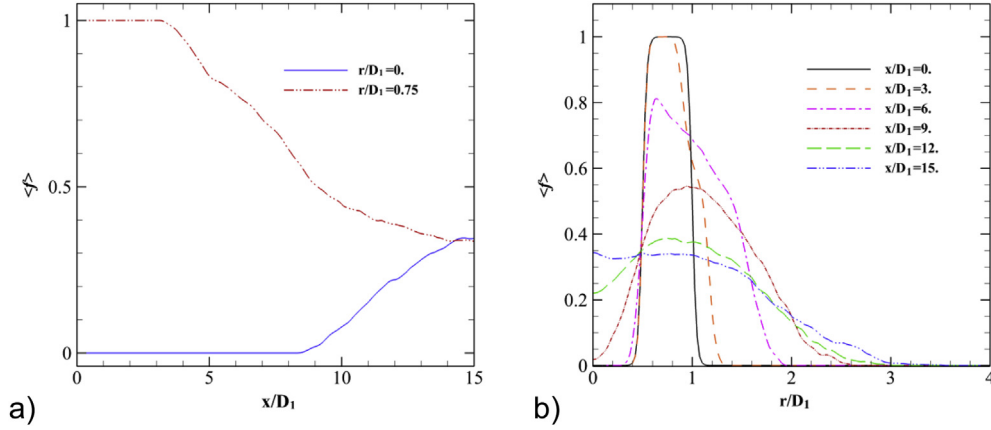 1
0.5
0
<f>
r/D₁=0.
r/D₁=0.75
0
5
10
15
x/D₁
a)
1
0.8
0.6
0.4
0.2
0
<f>
x/D₁=0.
x/D₁=3.
x/D₁=6.
x/D₁=9.
x/D₁=12.
x/D₁=15.
0
1
2
3
4
r/D₁
b)